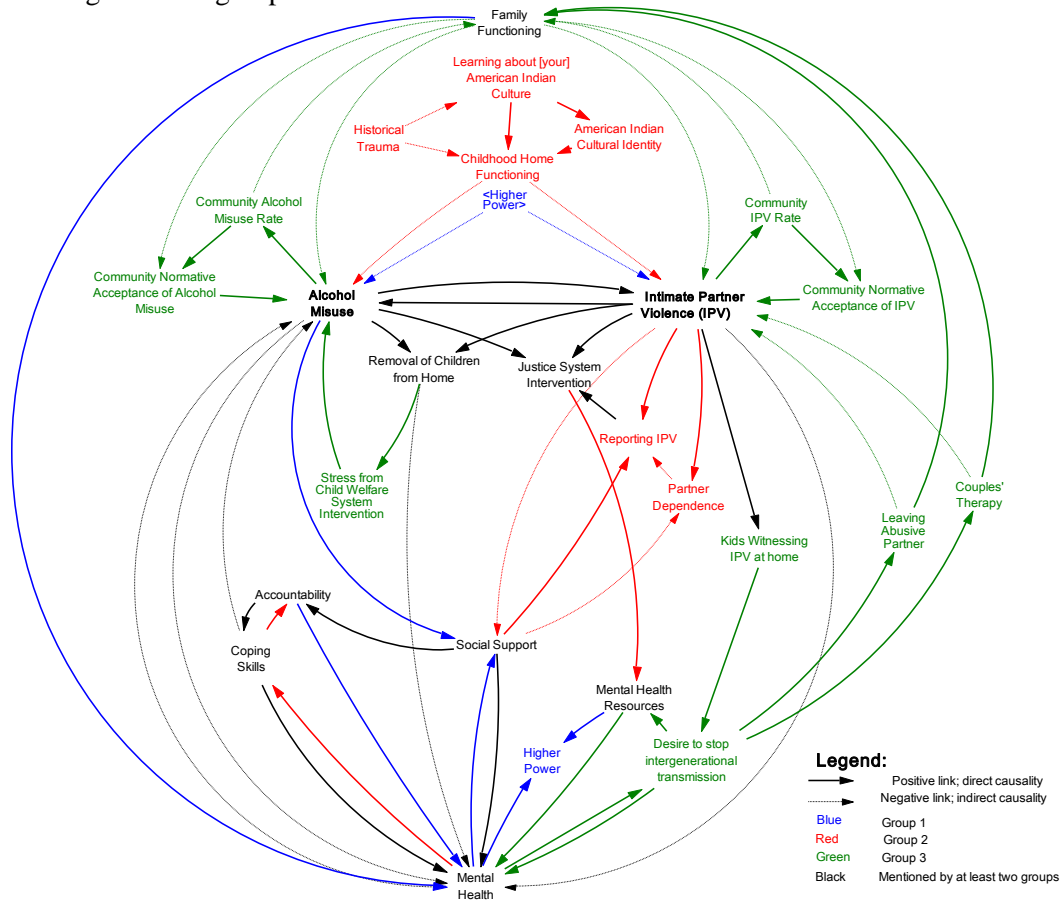 Family
Functioning
Learning about [your]
American Indian
Culture
Historical
Trauma
American Indian
Cultural Identity
Childhood Home
Functioning
<Higher
Power>
Community Alcohol
Misuse Rate
Community
IPV Rate
Community Normative
Acceptance of Alcohol
Misuse
Alcohol
Misuse
Intimate Partner
Violence (IPV)
Community Normative
Acceptance of IPV
Removal of Children
from Home
Justice System
Intervention
Reporting IPV
Stress from
Child Welfare
System
Intervention
Partner
Dependence
Couples'
Therapy
Leaving
Abusive
Partner
Kids Witnessing
IPV at home
Accountability
Coping
Skills
Social Support
Mental Health
Resources
Higher
Power
Desire to stop
intergenerational
transmission
Mental
Health
Legend:
Positive link; direct causality
Negative link; indirect causality
Blue Group 1
Red Group 2
Green Group 3
Black Mentioned by at least two groups